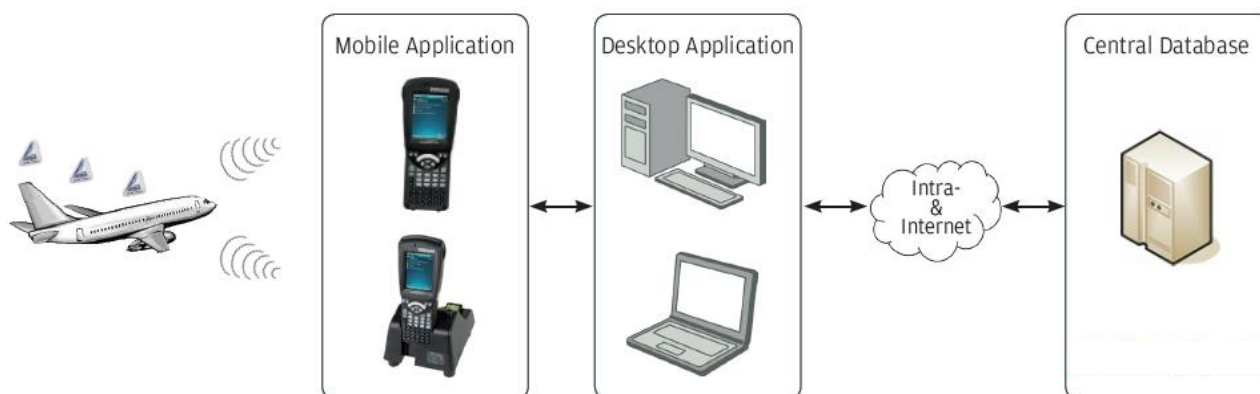 Mobile Application
Desktop Application
Central Database
Intra-
&
Internet